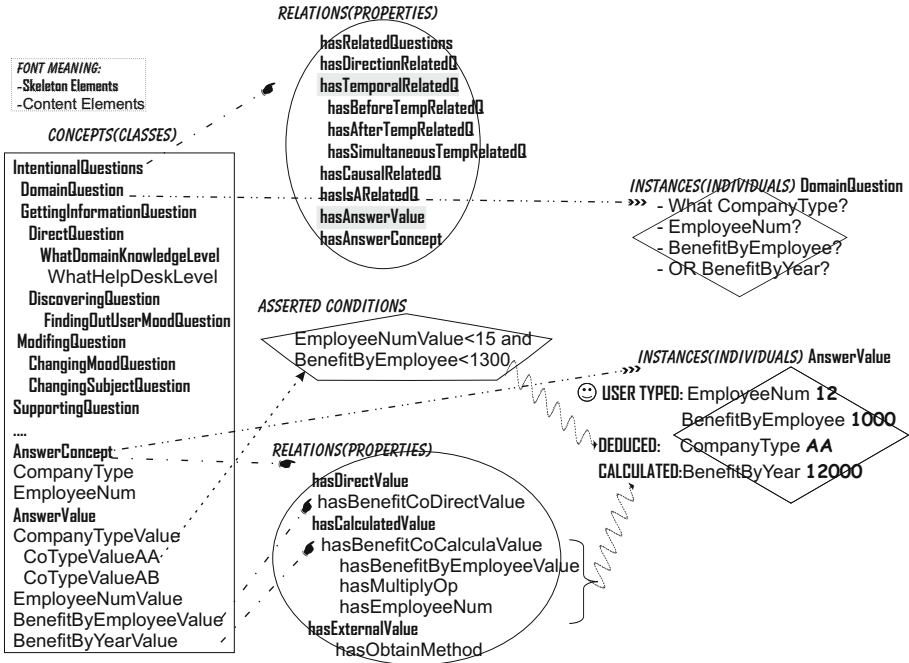 RELATIONS(PROPERTIES)
hasRelatedQuestions
hasDirectionRelatedQ
hasTemporalRelatedQ
hasBeforeTempRelatedQ
hasAfterTempRelatedQ
hasSimultaneousTempRelatedQ
hasCausalRelatedQ
hasIsARelatedQ
hasAnswerValue
hasAnswerConcept
FONT MEANING:
-Skeleton Elements
-Content Elements
CONCEPTS(CLASSES)
IntentionalQuestions
DomainQuestion
GettingInformationQuestion
DirectQuestion
WhatDomainKnowledgeLevel
WhatHelpDeskLevel
DiscoveringQuestion
FindingOutUserMoodQuestion
ModifingQuestion
ChangingMoodQuestion
ChangingSubjectQuestion
SupportingQuestion
....
AnswerConcept
CompanyType
EmployeeNum
AnswerValue
CompanyTypeValue
CoTypeValueAA
CoTypeValueAB
EmployeeNumValue
BenefitByEmployeeValue
BenefitByYearValue
INSTANCES(INDIVIDUALS) DomainQuestion
- What CompanyType?
- EmployeeNum?
- BenefitByEmployee?
- OR BenefitByYear?
ASSERTED CONDITIONS
EmployeeNumValue<15 and
BenefitByEmployee<1300
INSTANCES(INDIVIDUALS) AnswerValue
USER TYPED: EmployeeNum 12
BenefitByEmployee 1000
DEDUCED: CompanyType AA
CALCULATED:BenefitByYear 12000
RELATIONS(PROPERTIES)
hasDirectValue
hasBenefitCoDirectValue
hasCalculatedValue
hasBenefitCoCalculaValue
hasBenefitByEmployeeValue
hasMultiplyOp
hasEmployeeNum
hasExternalValue
hasObtainMethod